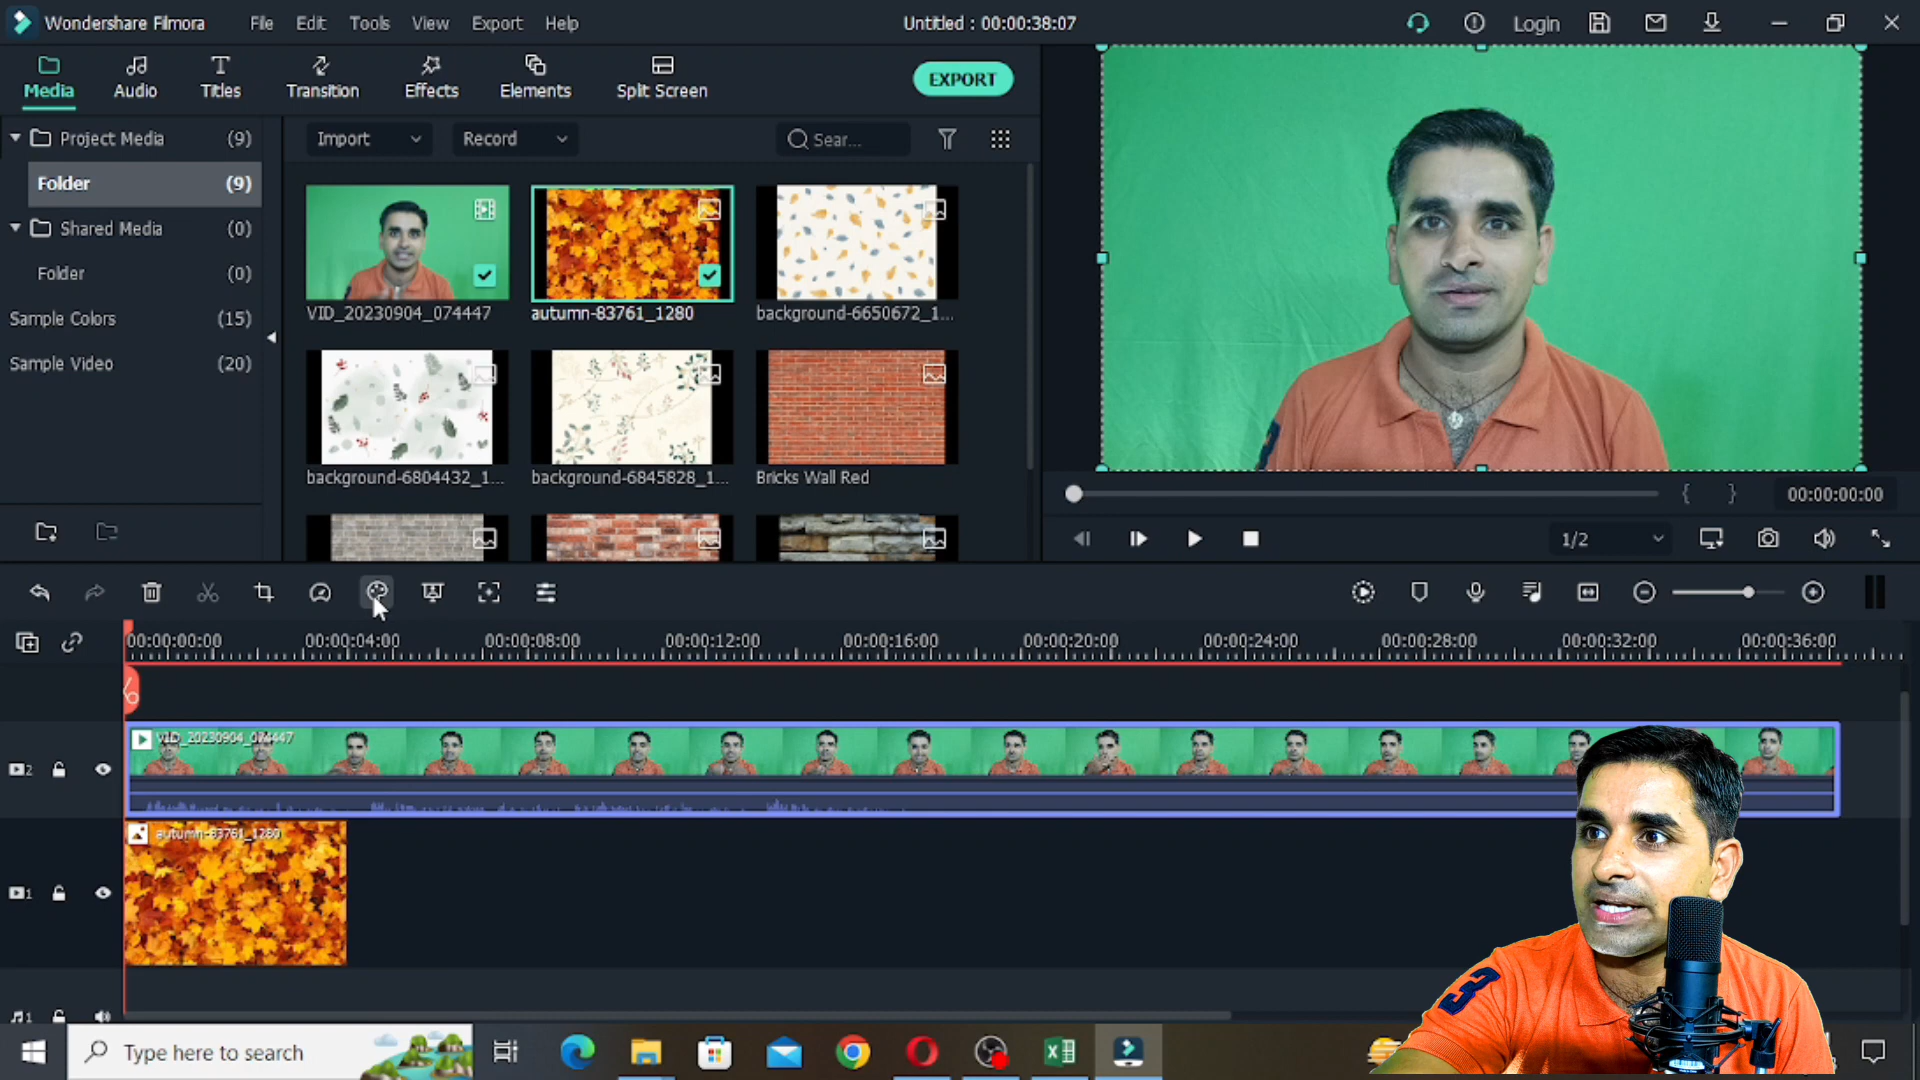 Wondershare Filmora
File
Edit
Tools
View
Export
Help
Untitled : 00:00:38:07
Login
Media
Audio
Titles
Transition
Effects
Elements
Split Screen
EXPORT
Project Media (9)
Folder (9)
Shared Media (0)
Folder (0)
Sample Colors (15)
Sample Video (20)
Import
Record
Sear...
VID_20230904_074447
autumn-83761_1280
background-6650672_1...
background-6804432_1...
background-6845828_1...
Bricks Wall Red
{ }
00:00:00:00
1/2
00:00:00:00
00:00:04:00
00:00:08:00
00:00:12:00
00:00:16:00
00:00:20:00
00:00:24:00
00:00:28:00
00:00:32:00
00:00:36:00
VID_20230904_074447
2
autumn-83761_1280
1
1
3
Type here to search